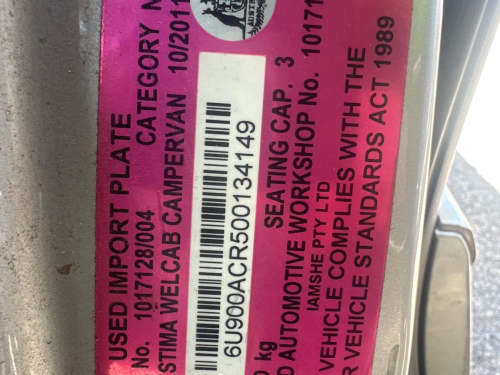 USED IMPORT PLATE
No. 1017128/004 CATEGORY
STIMA WELCAB CAMPERVAN 10/2011
6U900ACR500134149
kg SEATING CAP. 3
D AUTOMOTIVE WORKSHOP No. 1017
IAMSHE PTY LTD
VEHICLE COMPLIES WITH THE
R VEHICLE STANDARDS ACT 1989